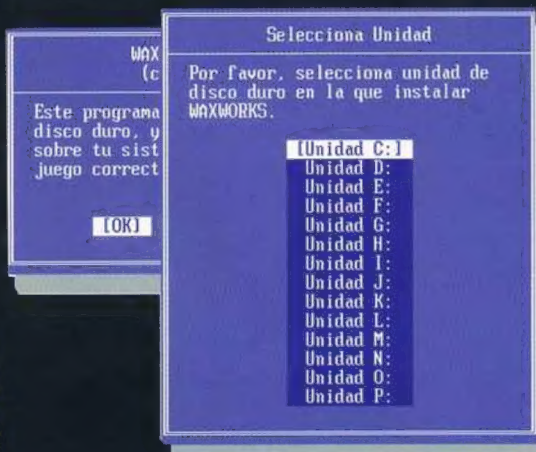 WAX
(c
Este programa
disco duro, y
sobre tu sist
juego correct
[OK]
Selecciona Unidad
Por favor, selecciona unidad de
disco duro en la que instalar
WAXWORKS.
[Unidad C:]
Unidad D:
Unidad E:
Unidad F:
Unidad G:
Unidad H:
Unidad I:
Unidad J:
Unidad K:
Unidad L:
Unidad M:
Unidad N:
Unidad O:
Unidad P: